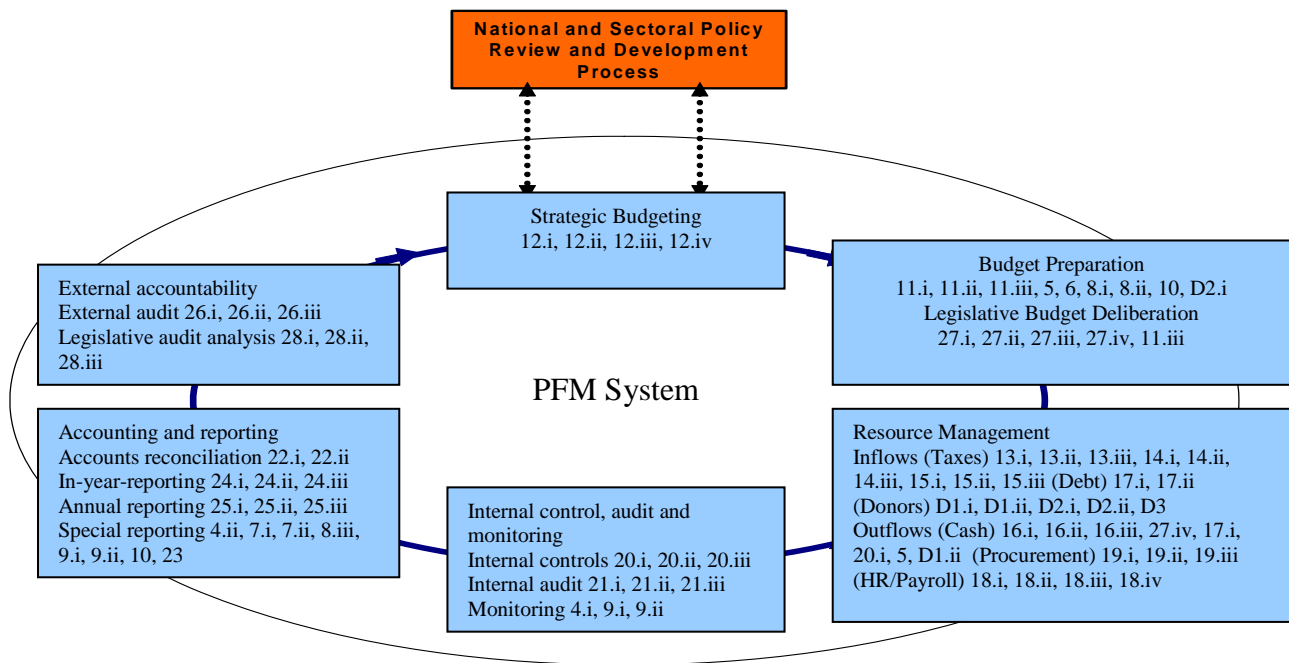 National and Sectoral Policy
Review and Development
Process
Strategic Budgeting
12.i, 12.ii, 12.iii, 12.iv
Budget Preparation
11.i, 11.ii, 11.iii, 5, 6, 8.i, 8.ii, 10, D2.i
Legislative Budget Deliberation
27.i, 27.ii, 27.iii, 27.iv, 11.iii
External accountability
External audit 26.i, 26.ii, 26.iii
Legislative audit analysis 28.i, 28.ii,
28.iii
PFM System
Accounting and reporting
Accounts reconciliation 22.i, 22.ii
In-year-reporting 24.i, 24.ii, 24.iii
Annual reporting 25.i, 25.ii, 25.iii
Special reporting 4.ii, 7.i, 7.ii, 8.iii,
9.i, 9.ii, 10, 23
Resource Management
Inflows (Taxes) 13.i, 13.ii, 13.iii, 14.i, 14.ii,
14.iii, 15.i, 15.ii, 15.iii (Debt) 17.i, 17.ii
(Donors) D1.i, D1.ii, D2.i, D2.ii, D3
Outflows (Cash) 16.i, 16.ii, 16.iii, 27.iv, 17.i,
20.i, 5, D1.ii  (Procurement) 19.i, 19.ii, 19.iii
(HR/Payroll) 18.i, 18.ii, 18.iii, 18.iv
Internal control, audit and
monitoring
Internal controls 20.i, 20.ii, 20.iii
Internal audit 21.i, 21.ii, 21.iii
Monitoring 4.i, 9.i, 9.ii